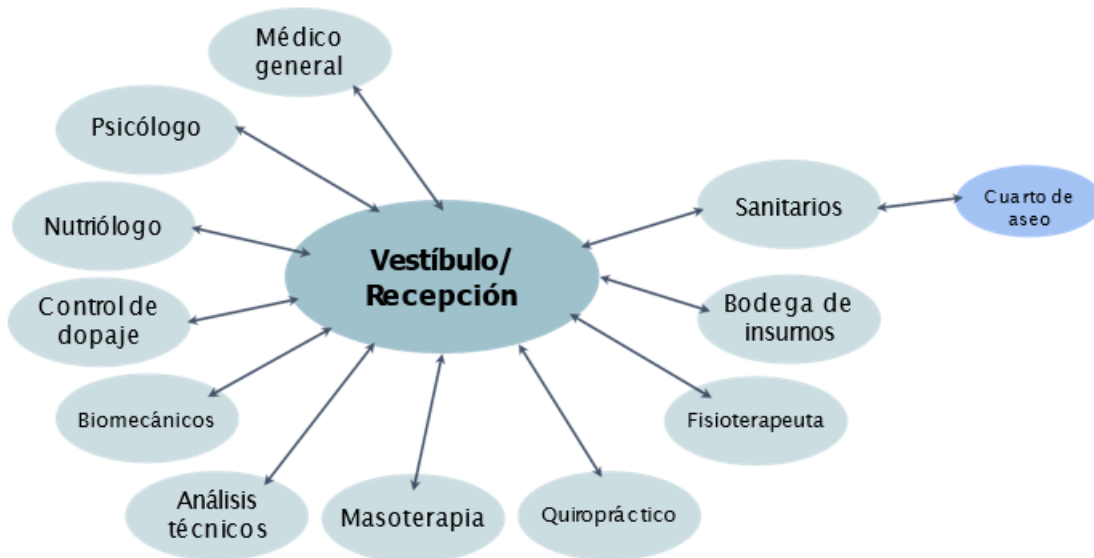 Médico
general
Psicólogo
Nutriólogo
Sanitarios
Cuarto de
aseo
Vestíbulo/
Recepción
Control de
dopaje
Bodega de
insumos
Biomecánicos
Fisioterapeuta
Análisis
técnicos
Masoterapia
Quiropráctico